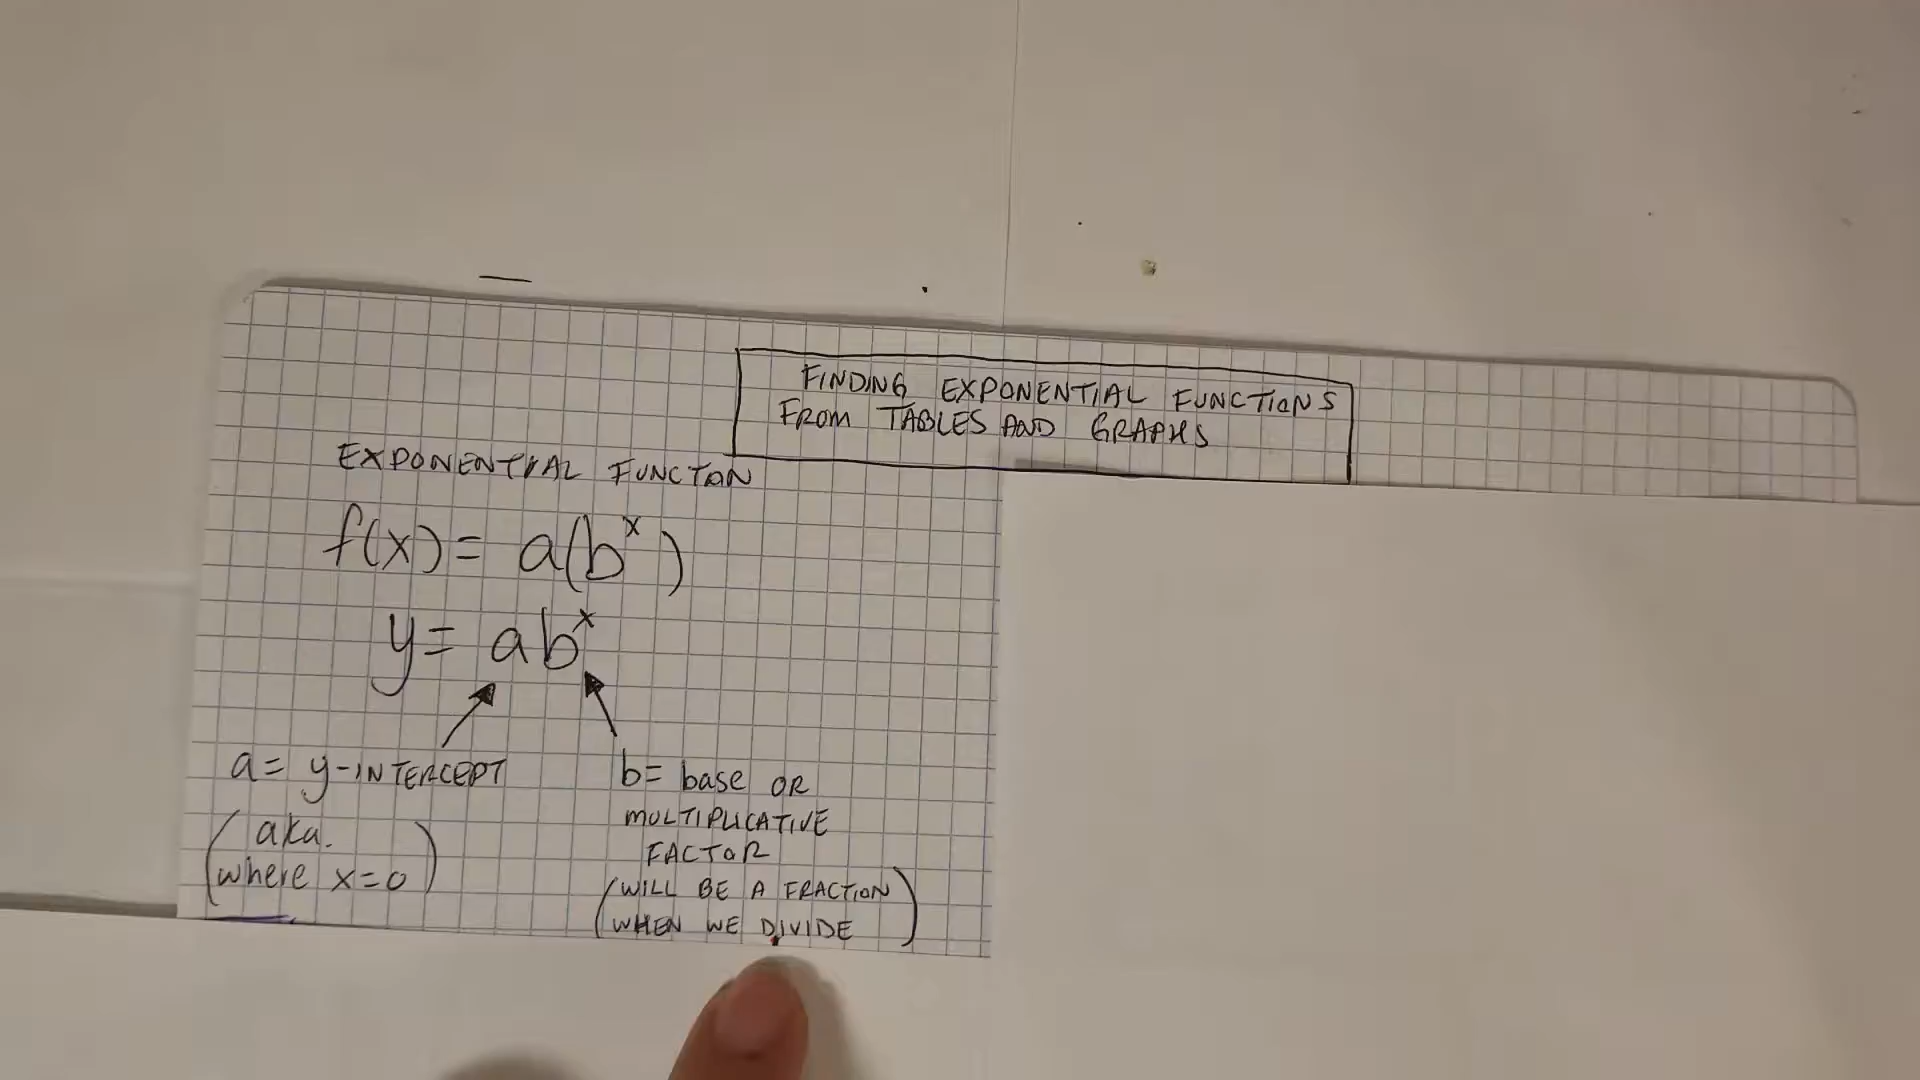 FINDING EXPONENTIAL FUNCTIONS
FROM TABLES AND GRAPHS
EXPONENTIAL FUNCTON
f(x) = a(b^x)
y = ab^x
a = y-INTERCEPT
(aka.
where x=0)
b = base OR
MULTIPLICATIVE
FACTOR
(WILL BE A FRACTION
WHEN WE DIVIDE)